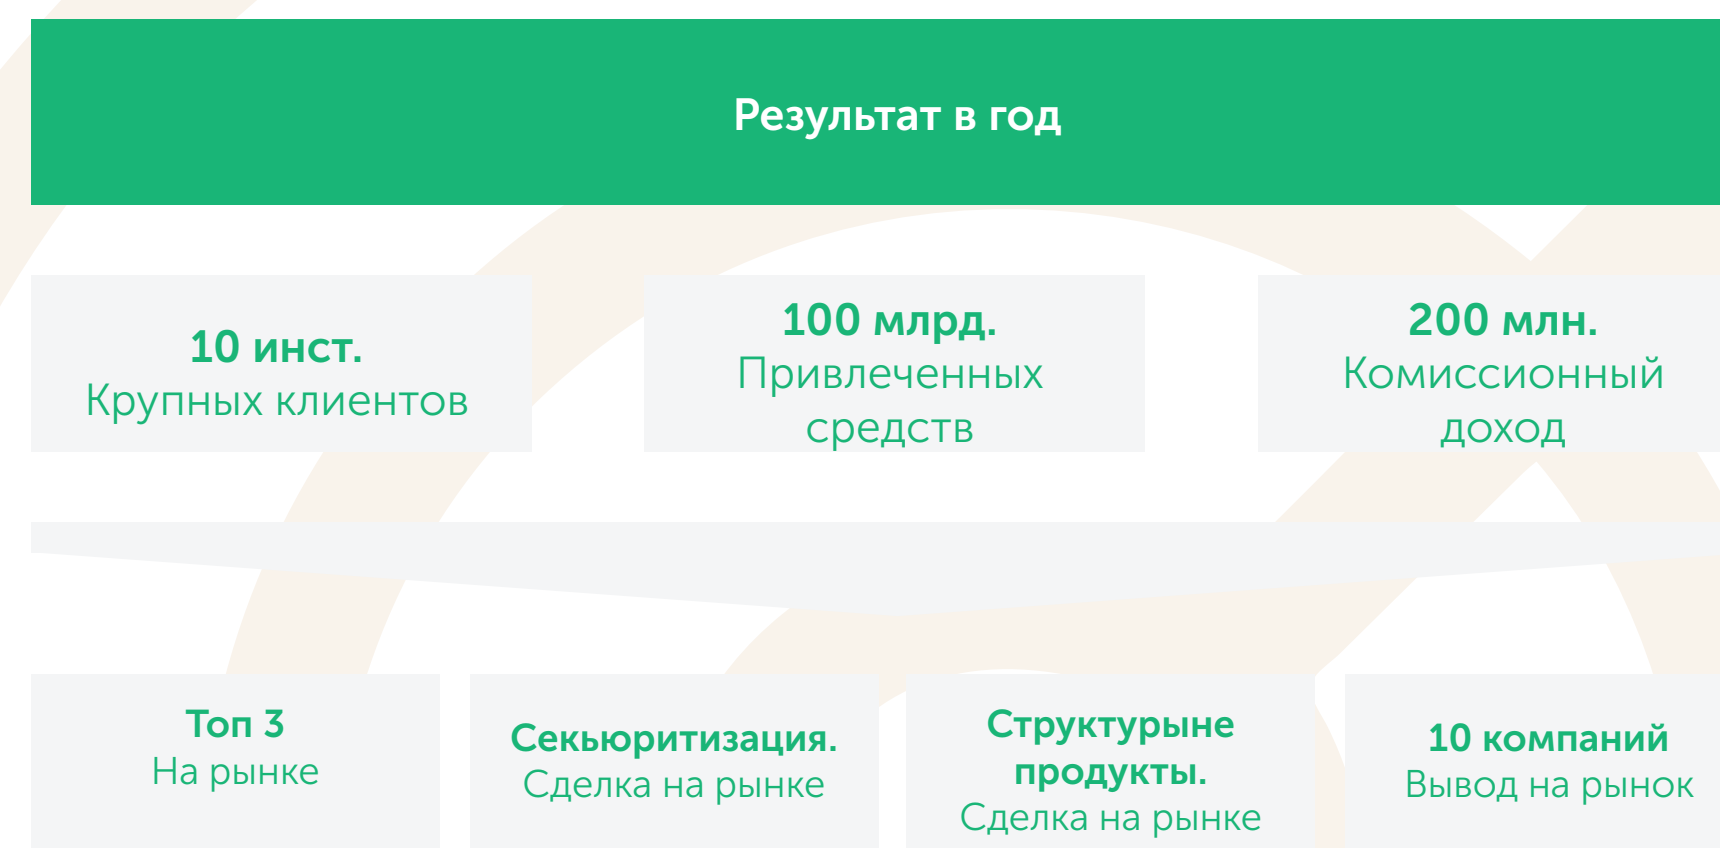 Результат в год
10 инст.
Крупных клиентов
100 млрд.
Привлеченных
средств
200 млн.
Комиссионный
доход
Топ 3
На рынке
Секьюритизация.
Сделка на рынке
Структурыне
продукты.
Сделка на рынке
10 компаний
Вывод на рынок